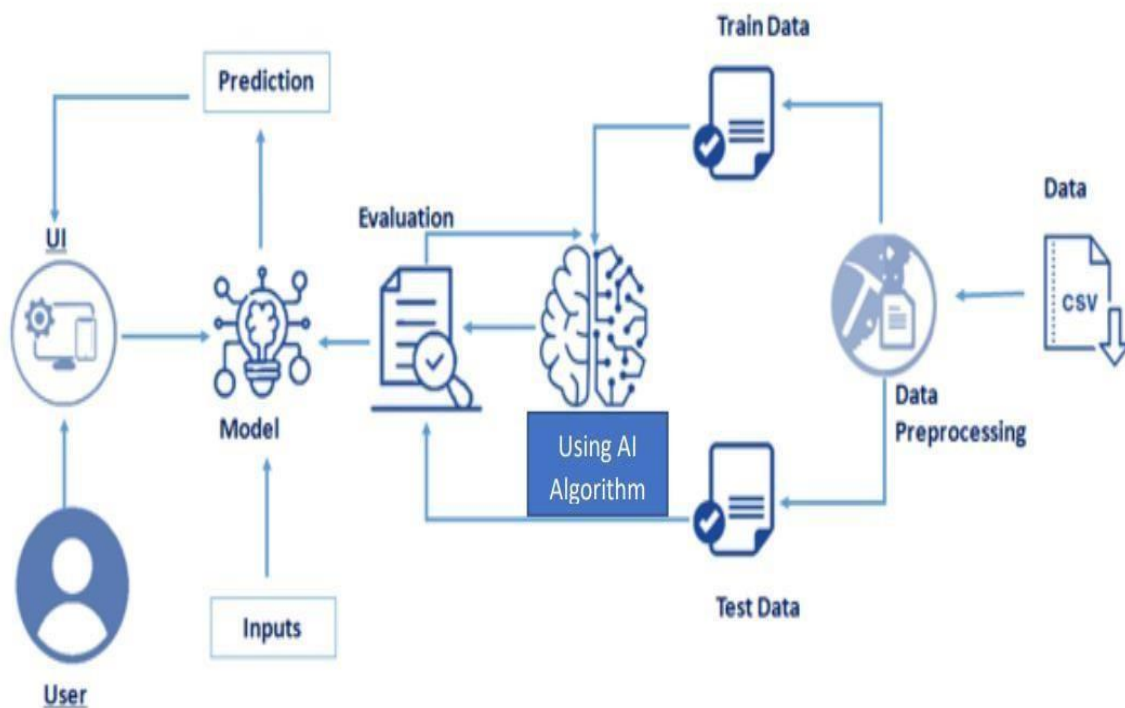 Train Data
Prediction
Data
CSV
Evaluation
UI
Data
Preprocessing
Model
Using AI
Algorithm
Inputs
Test Data
User